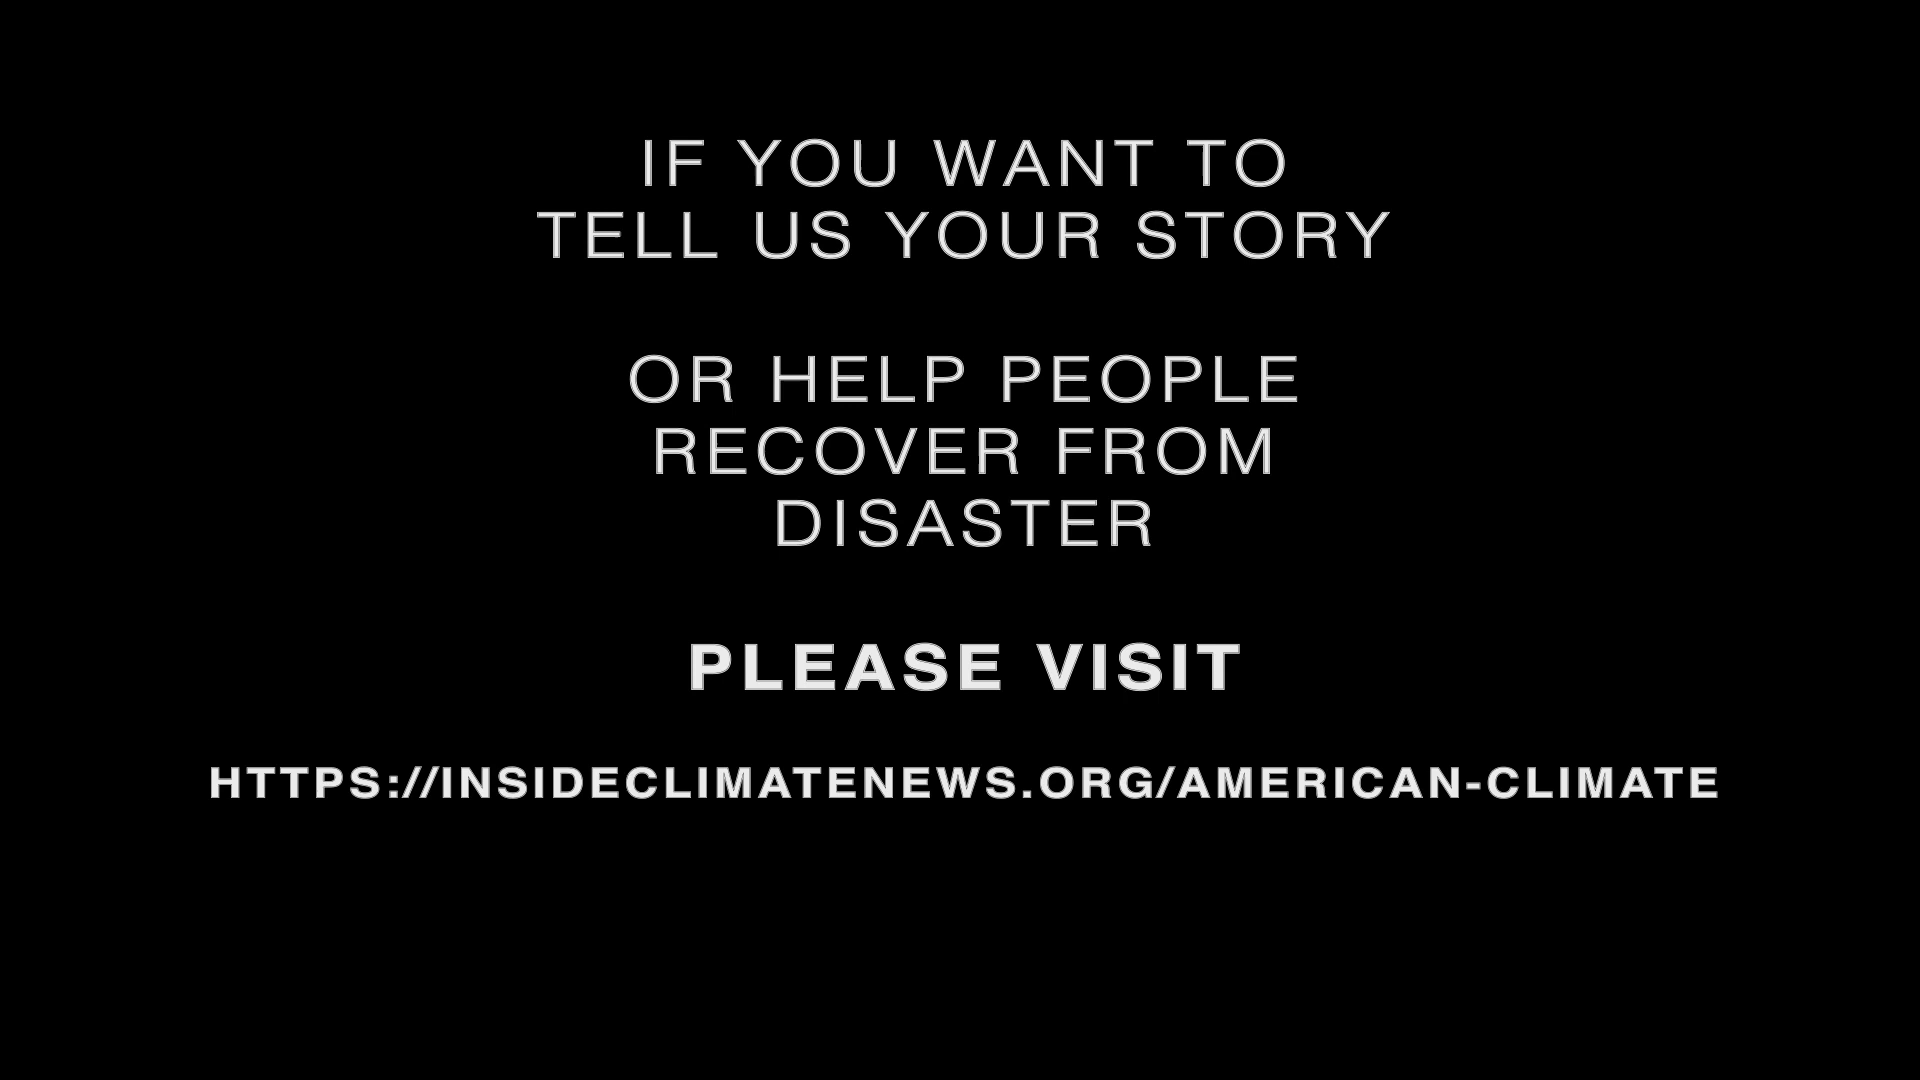 IF YOU WANT TO
TELL US YOUR STORY
OR HELP PEOPLE
RECOVER FROM
DISASTER
PLEASE VISIT
HTTPS://INSIDECLIMATENEWS.ORG/AMERICAN-CLIMATE